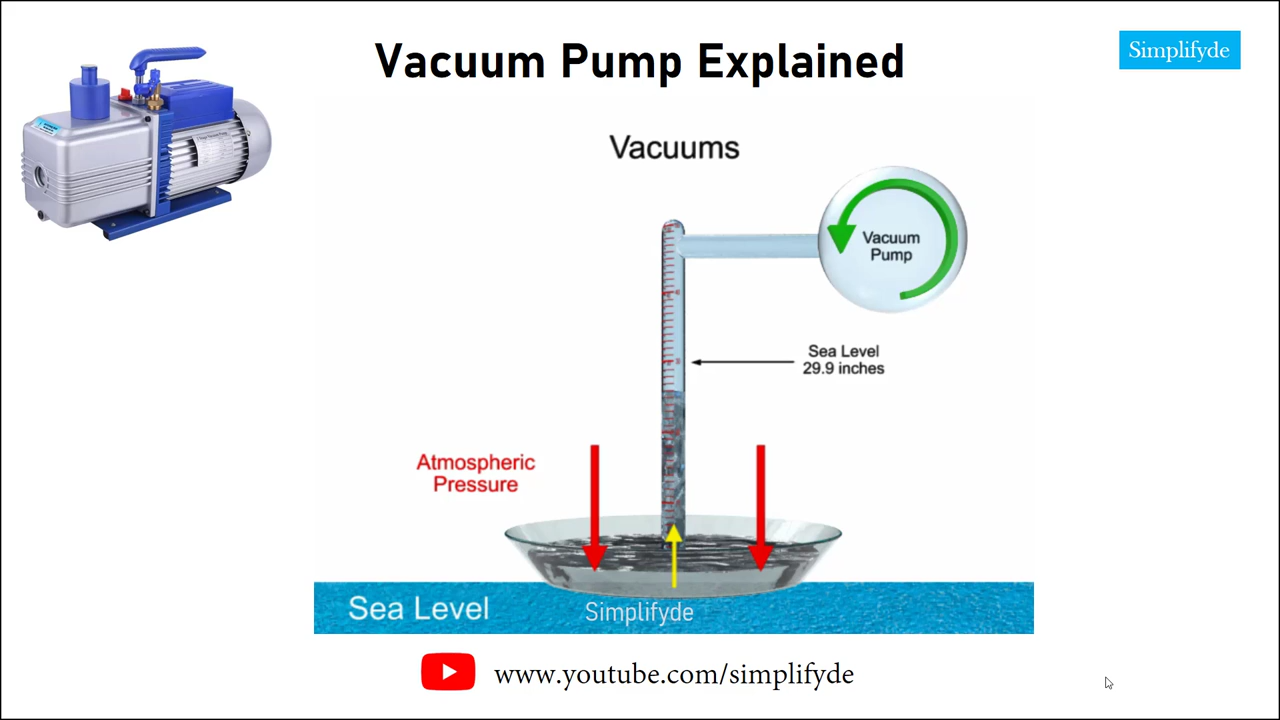 Vacuum Pump Explained
Simplifyde
Vacuums
Vacuum
Pump
Sea Level
29.9 inches
Atmospheric
Pressure
Sea Level
Simplifyde
www.youtube.com/simplifyde